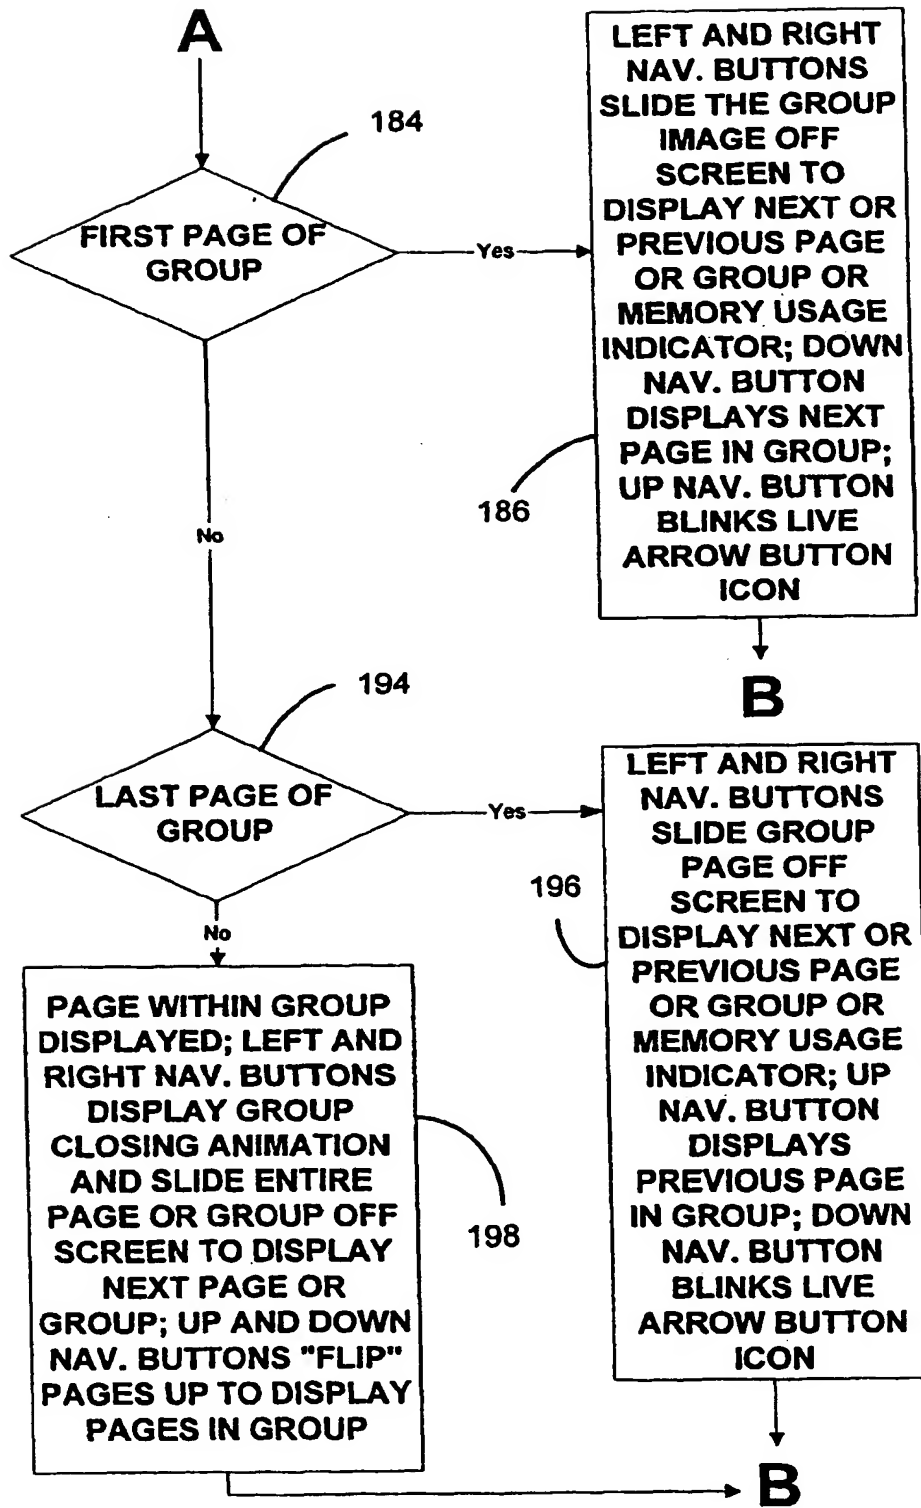 A
184
FIRST PAGE OF
GROUP
Yes
LEFT AND RIGHT
NAV. BUTTONS
SLIDE THE GROUP
IMAGE OFF
SCREEN TO
DISPLAY NEXT OR
PREVIOUS PAGE
OR GROUP OR
MEMORY USAGE
INDICATOR; DOWN
NAV. BUTTON
DISPLAYS NEXT
PAGE IN GROUP;
UP NAV. BUTTON
BLINKS LIVE
ARROW BUTTON
ICON
186
No
B
194
LAST PAGE OF
GROUP
Yes
LEFT AND RIGHT
NAV. BUTTONS
SLIDE GROUP
PAGE OFF
SCREEN TO
DISPLAY NEXT OR
PREVIOUS PAGE
OR GROUP OR
MEMORY USAGE
INDICATOR; UP
NAV. BUTTON
DISPLAYS
PREVIOUS PAGE
IN GROUP; DOWN
NAV. BUTTON
BLINKS LIVE
ARROW BUTTON
ICON
196
No
PAGE WITHIN GROUP
DISPLAYED; LEFT AND
RIGHT NAV. BUTTONS
DISPLAY GROUP
CLOSING ANIMATION
AND SLIDE ENTIRE
PAGE OR GROUP OFF
SCREEN TO DISPLAY
NEXT PAGE OR
GROUP; UP AND DOWN
NAV. BUTTONS "FLIP"
PAGES UP TO DISPLAY
PAGES IN GROUP
198
B